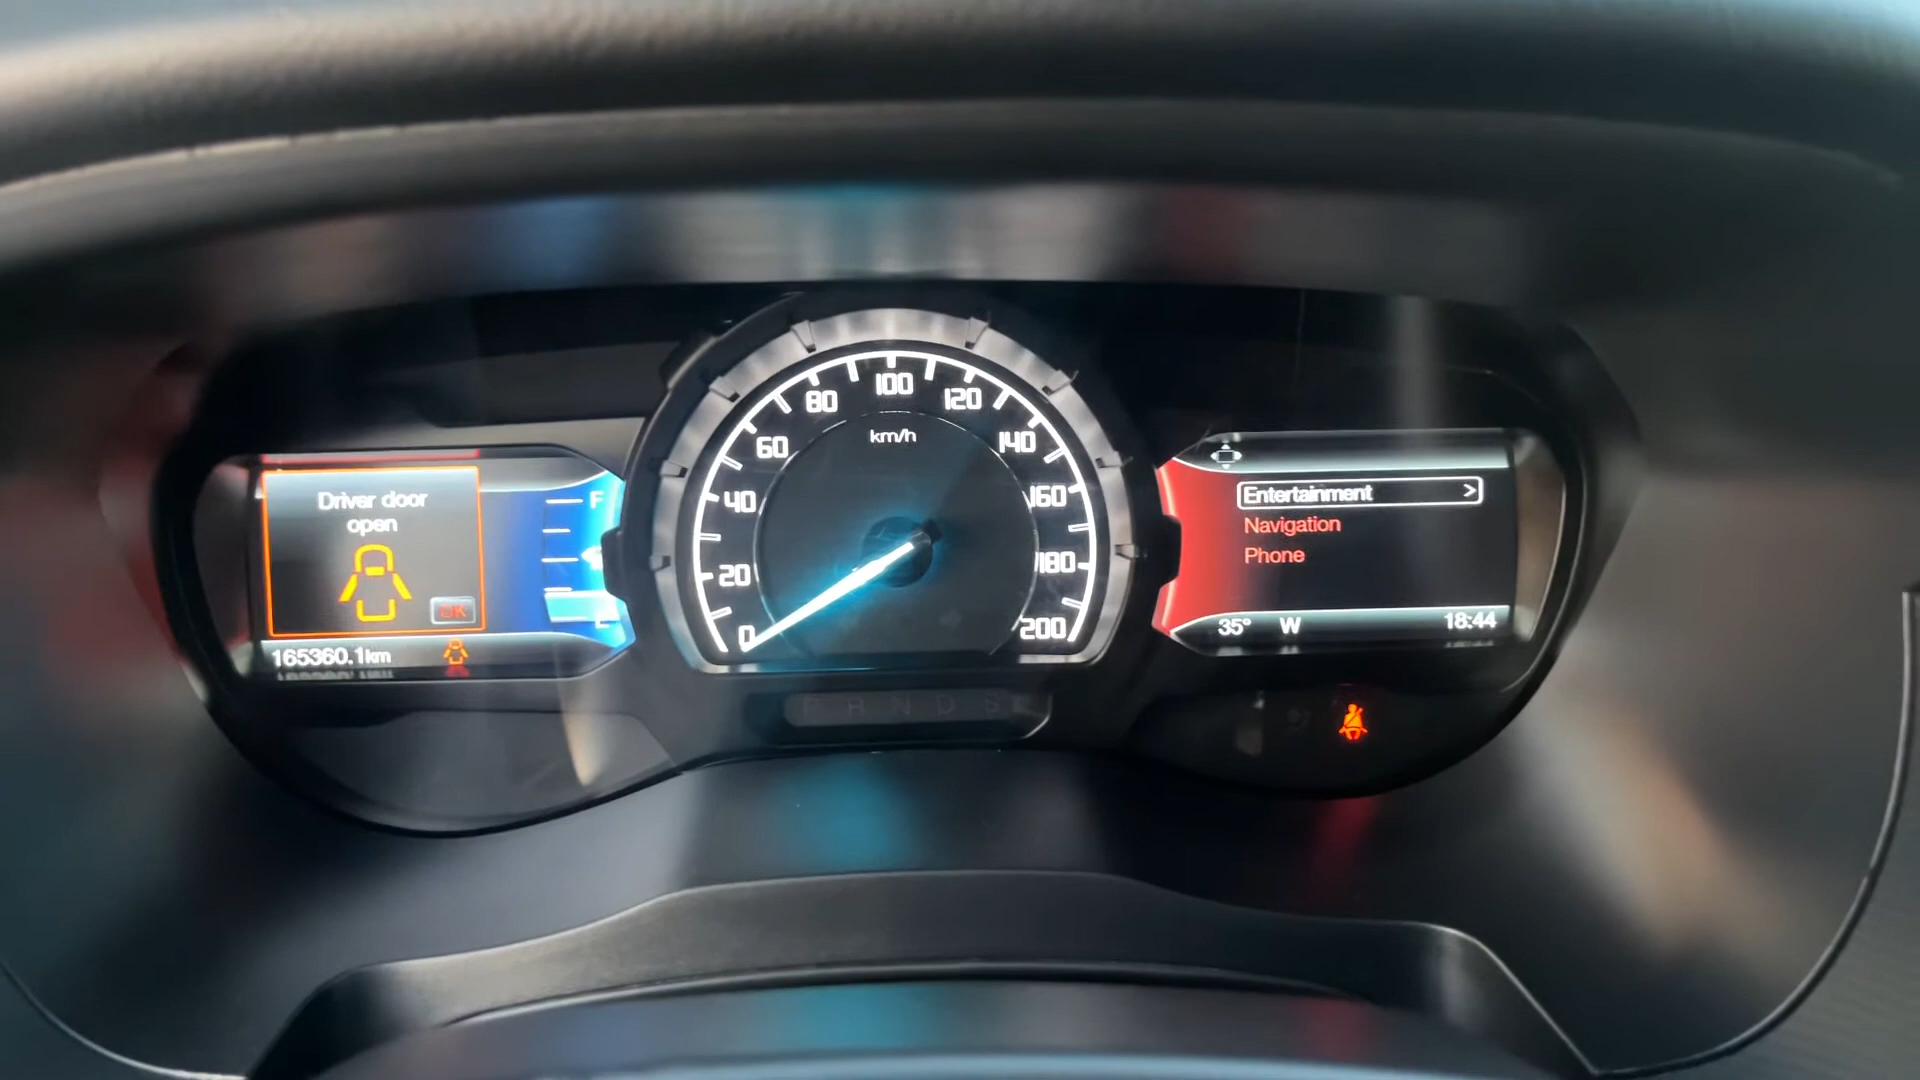 Driver door
open
OK
165360.1km
F
E
0
20
40
60
80
100
120
140
160
180
200
km/h
P R N D S
Entertainment >
Navigation
Phone
35° W 18:44